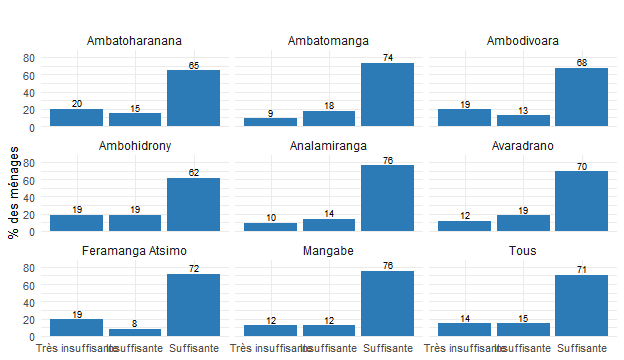 Ambatoharanana Ambatomanga Ambodivoara
80
60
40
20
0
20 15 65
9 18 74
19 13 68
% des ménages
Ambohidrony Analamiranga Avaradrano
80
60
40
20
0
19 19 62
10 14 76
12 19 70
Feramanga Atsimo Mangabe Tous
80
60
40
20
0
19 8 72
12 12 76
14 15 71
Très insuffisante Insuffisante Suffisante Très insuffisante Insuffisante Suffisante Très insuffisante Insuffisante Suffisante